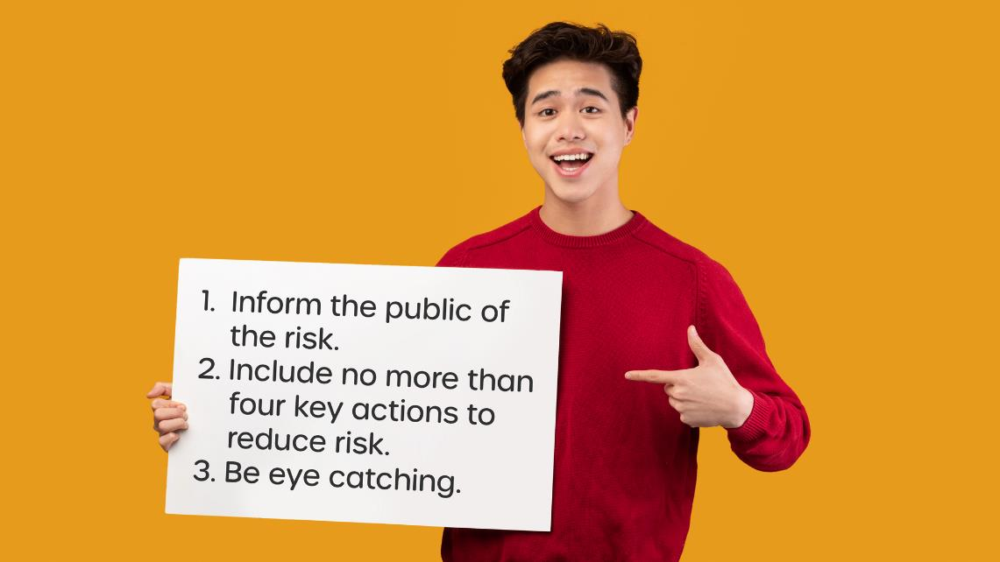 1. Inform the public of
the risk.
2. Include no more than
four key actions to
reduce risk.
3. Be eye catching.